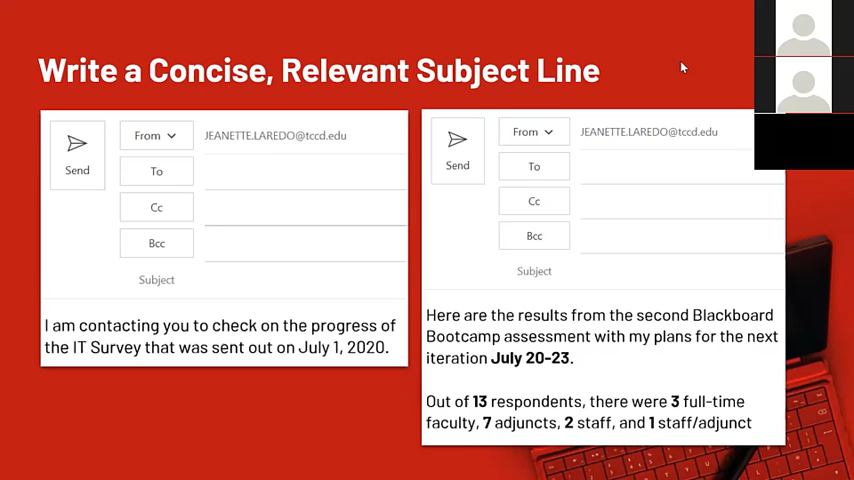 Write a Concise, Relevant Subject Line
Send
From
JEANETTE.LAREDO@tccd.edu
To
Cc
Bcc
Subject
I am contacting you to check on the progress of
the IT Survey that was sent out on July 1, 2020.
Send
From
JEANETTE.LAREDO@tccd.edu
To
Cc
Bcc
Subject
Here are the results from the second Blackboard
Bootcamp assessment with my plans for the next
iteration July 20-23.
Out of 13 respondents, there were 3 full-time
faculty, 7 adjuncts, 2 staff, and 1 staff/adjunct